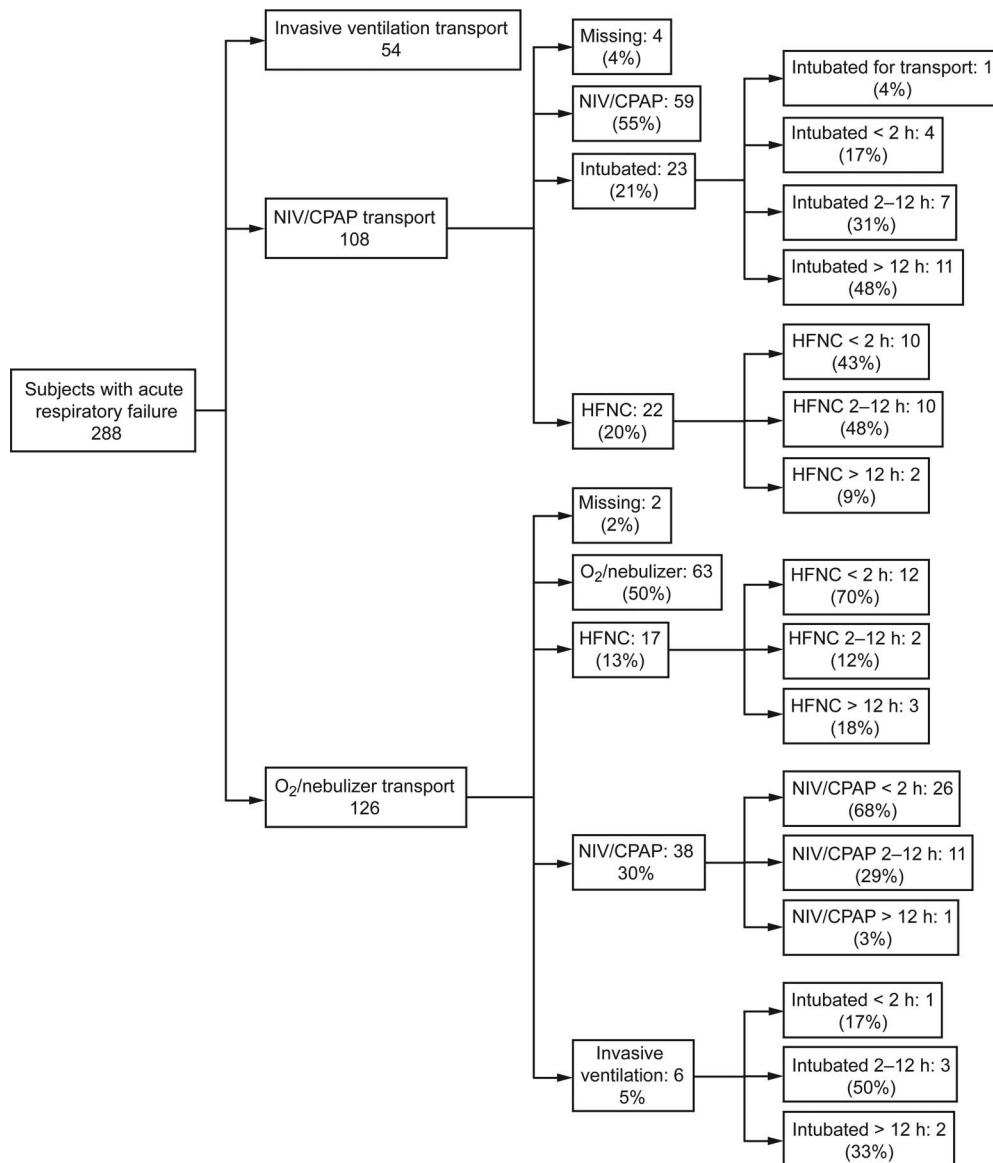 Subjects with acute
respiratory failure
288
Invasive ventilation transport
54
NIV/CPAP transport
108
Missing: 4
(4%)
NIV/CPAP: 59
(55%)
Intubated: 23
(21%)
Intubated for transport: 1
(4%)
Intubated < 2 h: 4
(17%)
Intubated 2–12 h: 7
(31%)
Intubated > 12 h: 11
(48%)
HFNC: 22
(20%)
HFNC < 2 h: 10
(43%)
HFNC 2–12 h: 10
(48%)
HFNC > 12 h: 2
(9%)
O₂/nebulizer transport
126
Missing: 2
(2%)
O₂/nebulizer: 63
(50%)
HFNC: 17
(13%)
HFNC < 2 h: 12
(70%)
HFNC 2–12 h: 2
(12%)
HFNC > 12 h: 3
(18%)
NIV/CPAP: 38
30%
NIV/CPAP < 2 h: 26
(68%)
NIV/CPAP 2–12 h: 11
(29%)
NIV/CPAP > 12 h: 1
(3%)
Invasive
ventilation: 6
5%
Intubated < 2 h: 1
(17%)
Intubated 2–12 h: 3
(50%)
Intubated > 12 h: 2
(33%)